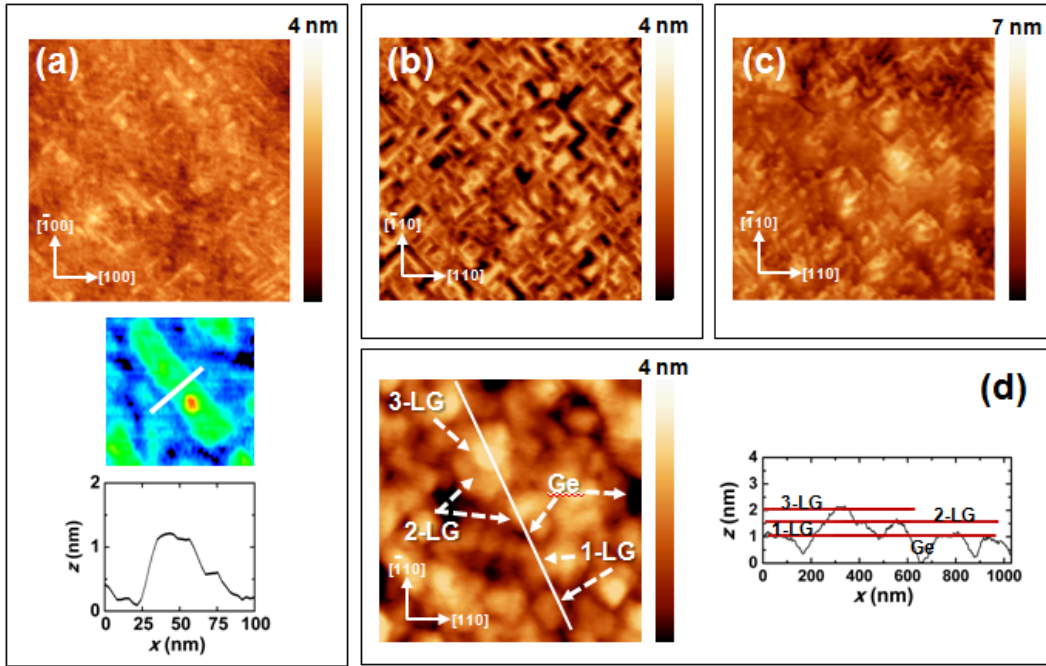 4 nm
(a)
[1̄00]
[100]
2
1
0
z (nm)
0 25 50 75 100
x (nm)
4 nm
(b)
[1̄10]
[110]
7 nm
(c)
[1̄10]
[110]
4 nm
(d)
3-LG
Ge
2-LG
1-LG
[1̄10]
[110]
4
3
2
1
0
z (nm)
3-LG
2-LG
1-LG
Ge
0 200 400 600 800 1000
x (nm)